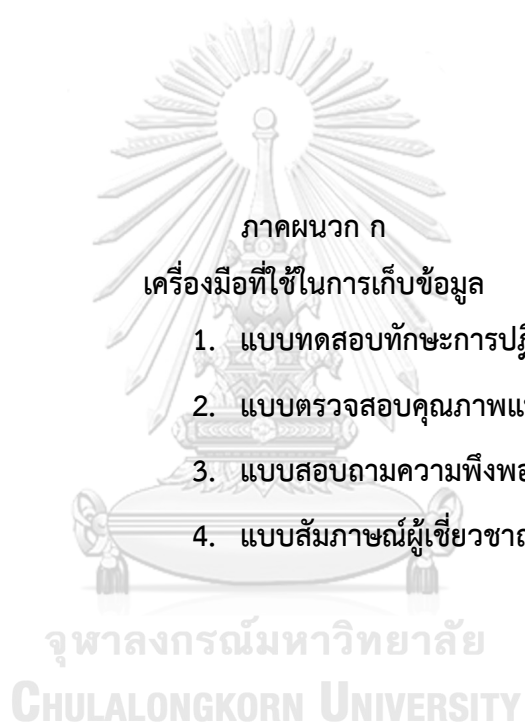 ภาคผนวก ก
เครื่องมือที่ใช้ในการเก็บข้อมูล
1. แบบทดสอบทักษะการปฏิ
2. แบบตรวจสอบคุณภาพแ
3. แบบสอบถามความพึงพอ
4. แบบสัมภาษณ์ผู้เชี่ยวชาญ
จุฬาลงกรณ์มหาวิทยาลัย
CHULALONGKORN UNIVERSITY